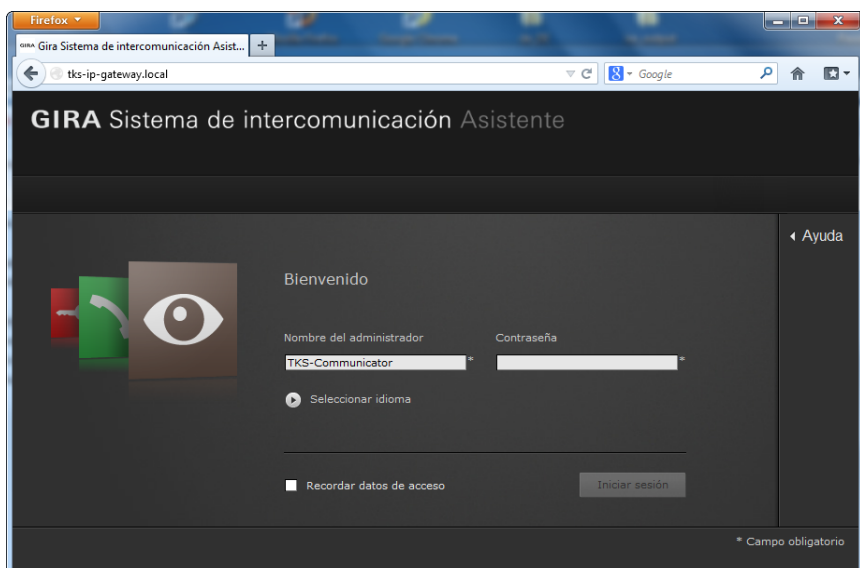 Firefox
GIRA Gira Sistema de intercomunicación Asist...
tks-ip-gateway.local
Google
GIRA Sistema de intercomunicación Asistente
Ayuda
Bienvenido
Nombre del administrador Contraseña
TKS-Communicator * *
Seleccionar idioma
Recordar datos de acceso Iniciar sesión
* Campo obligatorio